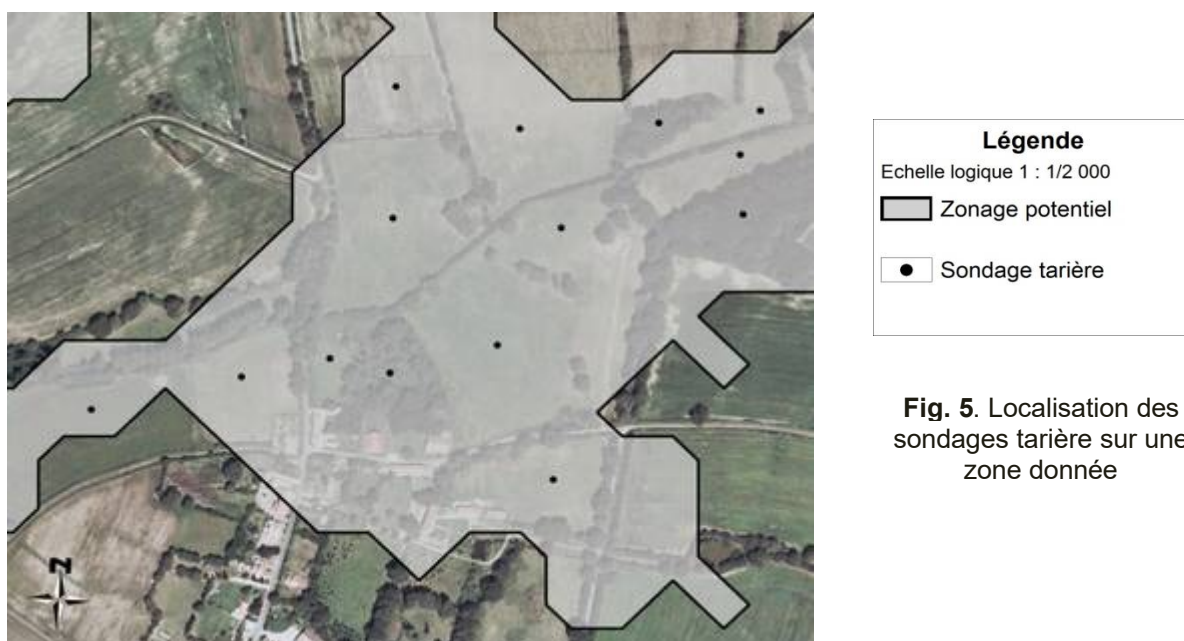 N
Légende
Echelle logique 1 : 1/2 000
Zonage potentiel
Sondage tarière
Fig. 5. Localisation des
sondages tarière sur une
zone donnée